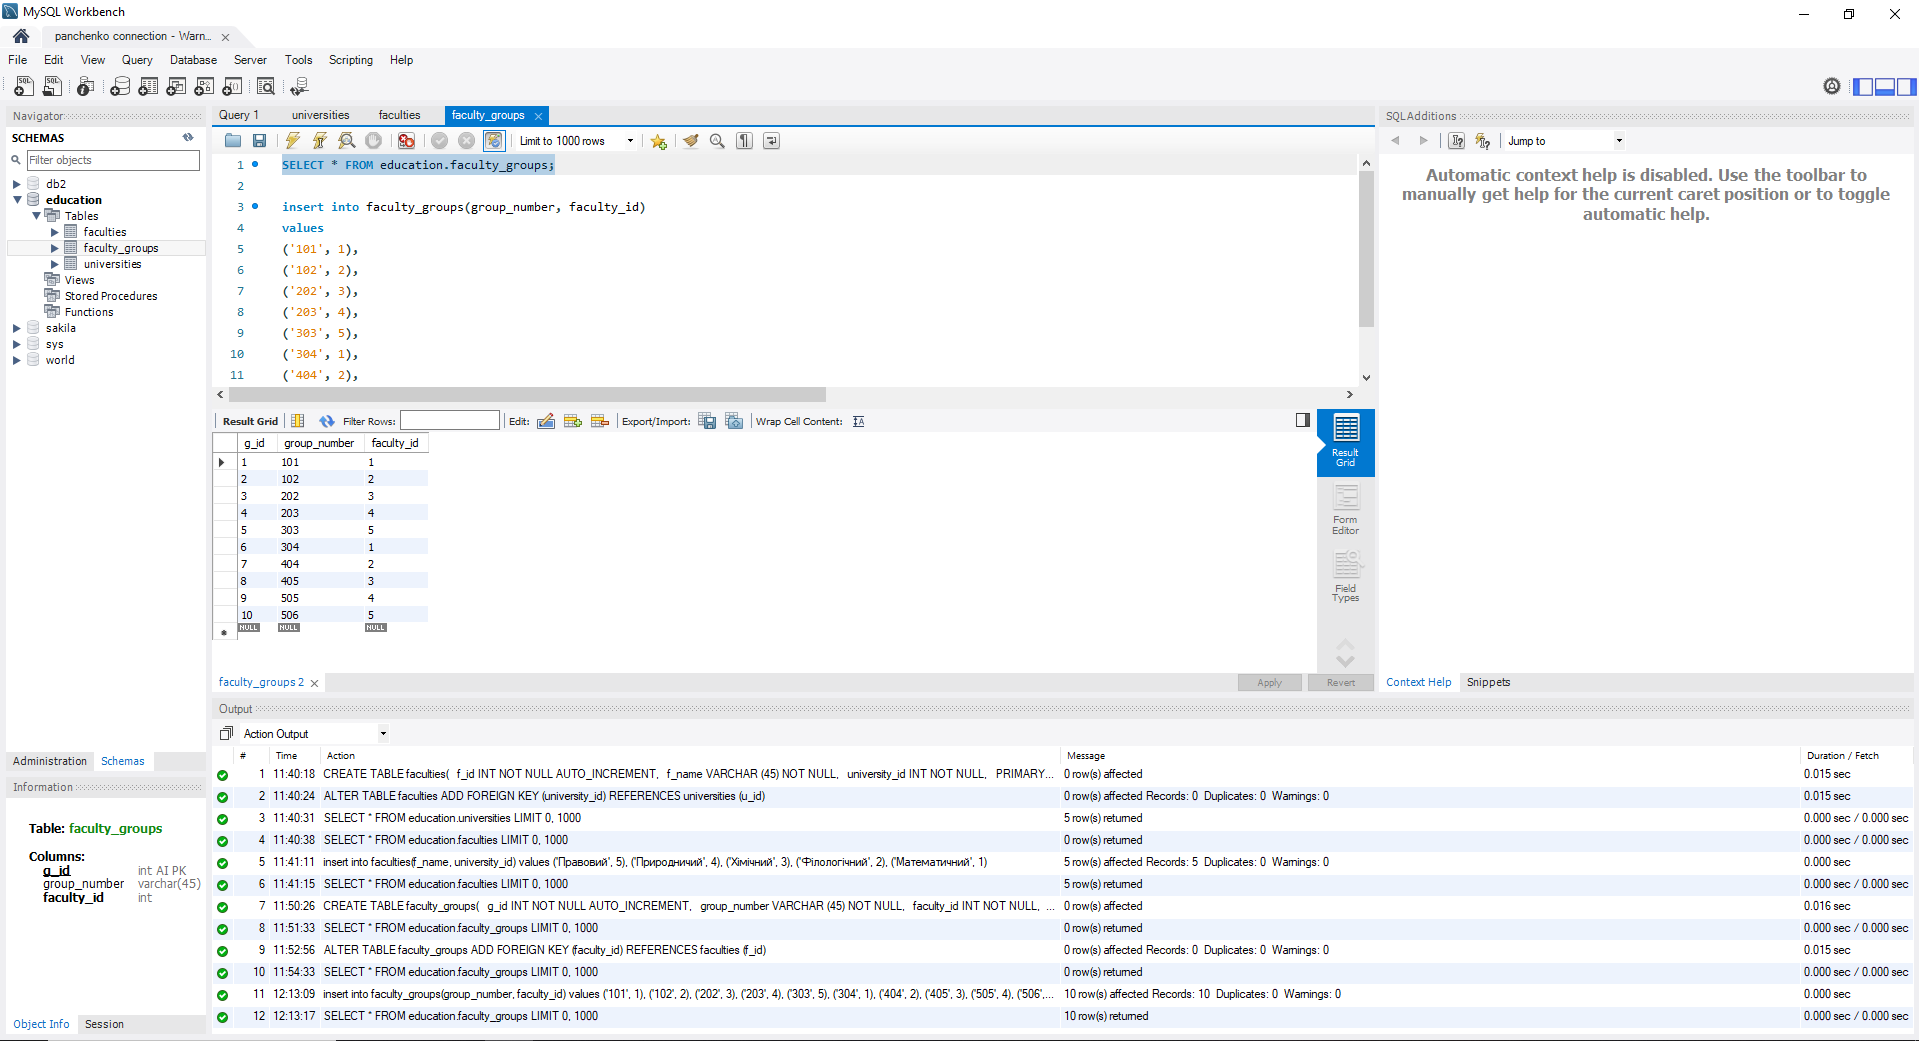 MySQL Workbench
panchenko connection - Warn...
File Edit View Query Database Server Tools Scripting Help
Navigator
SCHEMAS
Filter objects
db2
education
Tables
faculties
faculty_groups
universities
Views
Stored Procedures
Functions
sakila
sys
world
Administration Schemas
Information
Table: faculty_groups
Columns:
g_id int AI PK
group_number varchar(45)
faculty_id int
Object Info Session
Query 1 universities faculties faculty_groups
Limit to 1000 rows
1 SELECT * FROM education.faculty_groups;
2
3 insert into faculty_groups(group_number, faculty_id)
4 values
5 ('101', 1),
6 ('102', 2),
7 ('202', 3),
8 ('203', 4),
9 ('303', 5),
10 ('304', 1),
11 ('404', 2),
Result Grid Filter Rows: Edit: Export/Import: Wrap Cell Content:
g_id group_number faculty_id
1 101 1
2 102 2
3 202 3
4 203 4
5 303 5
6 304 1
7 404 2
8 405 3
9 505 4
10 506 5
NULL NULL NULL
Result Grid
Form Editor
Field Types
faculty_groups 2
Apply Revert
SQLAdditions
Jump to
Automatic context help is disabled. Use the toolbar to
manually get help for the current caret position or to toggle
automatic help.
Context Help Snippets
Output
Action Output
# Time Action Message Duration / Fetch
1 11:40:18 CREATE TABLE faculties( f_id INT NOT NULL AUTO_INCREMENT, f_name VARCHAR (45) NOT NULL, university_id INT NOT NULL, PRIMARY... 0 row(s) affected 0.015 sec
2 11:40:24 ALTER TABLE faculties ADD FOREIGN KEY (university_id) REFERENCES universities (u_id) 0 row(s) affected Records: 0 Duplicates: 0 Warnings: 0 0.015 sec
3 11:40:31 SELECT * FROM education.universities LIMIT 0, 1000 5 row(s) returned 0.000 sec / 0.000 sec
4 11:40:38 SELECT * FROM education.faculties LIMIT 0, 1000 0 row(s) returned 0.000 sec / 0.000 sec
5 11:41:11 insert into faculties(f_name, university_id) values ('Правовий', 5), ('Природничий', 4), ('Хімічний', 3), ('Філологічний', 2), ('Математичний', 1) 5 row(s) affected Records: 5 Duplicates: 0 Warnings: 0 0.000 sec
6 11:41:15 SELECT * FROM education.faculties LIMIT 0, 1000 5 row(s) returned 0.000 sec / 0.000 sec
7 11:50:26 CREATE TABLE faculty_groups( g_id INT NOT NULL AUTO_INCREMENT, group_number VARCHAR (45) NOT NULL, faculty_id INT NOT NULL, ... 0 row(s) affected 0.016 sec
8 11:51:33 SELECT * FROM education.faculty_groups LIMIT 0, 1000 0 row(s) returned 0.000 sec / 0.000 sec
9 11:52:56 ALTER TABLE faculty_groups ADD FOREIGN KEY (faculty_id) REFERENCES faculties (f_id) 0 row(s) affected Records: 0 Duplicates: 0 Warnings: 0 0.015 sec
10 11:54:33 SELECT * FROM education.faculty_groups LIMIT 0, 1000 0 row(s) returned 0.000 sec / 0.000 sec
11 12:13:09 insert into faculty_groups(group_number, faculty_id) values ('101', 1), ('102', 2), ('202', 3), ('203', 4), ('303', 5), ('304', 1), ('404', 2), ('405', 3), ('505', 4), ('506',... 10 row(s) affected Records: 10 Duplicates: 0 Warnings: 0 0.000 sec
12 12:13:17 SELECT * FROM education.faculty_groups LIMIT 0, 1000 10 row(s) returned 0.000 sec / 0.000 sec